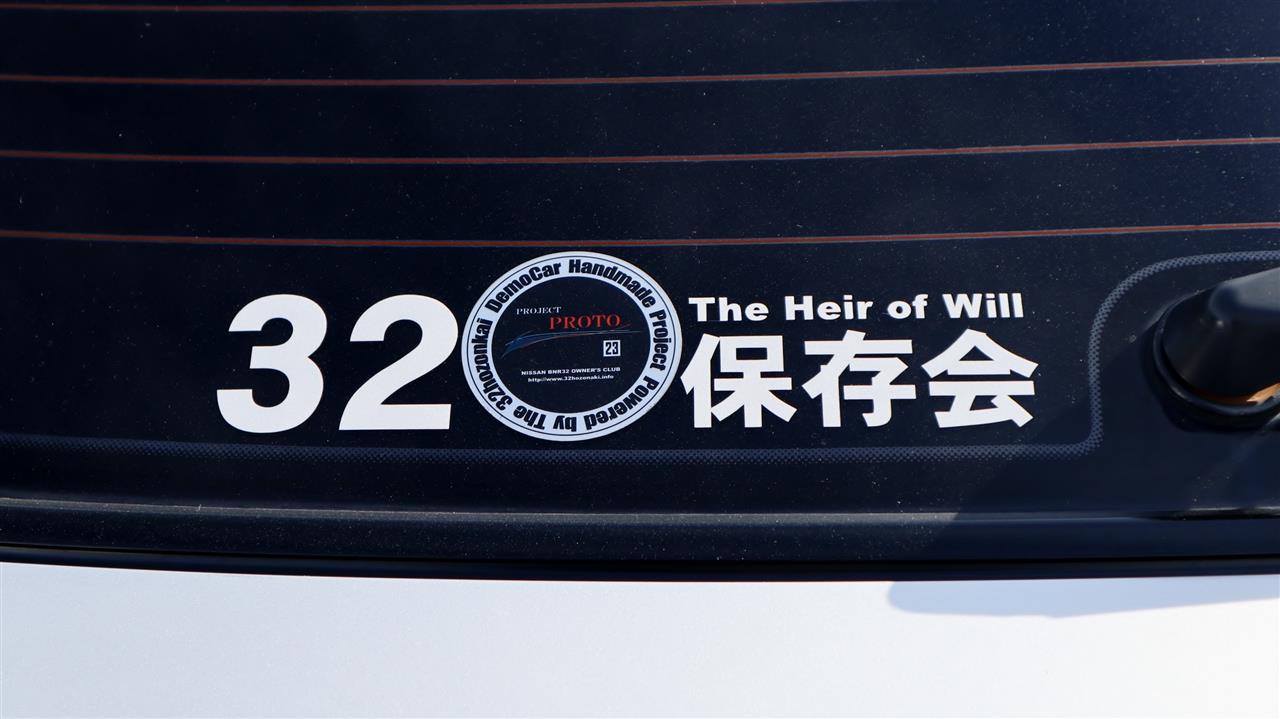 32
DemoCar Handmade Project Powered by The 32hozonkai
PROJECT
PROTO
23
NISSAN BNR32 OWNER'S CLUB
http://www.32hozonaki.info
The Heir of Will
保存会